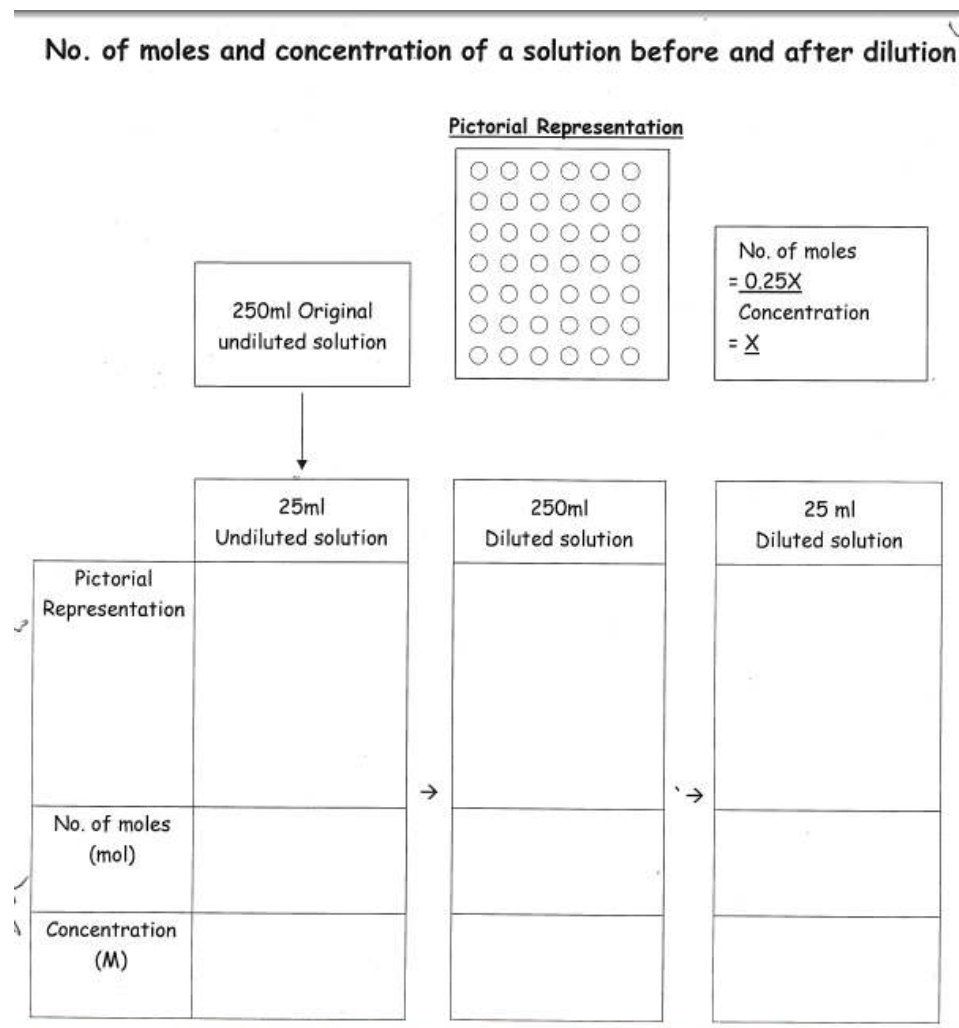 No. of moles and concentration of a solution before and after dilution
Pictorial Representation
250ml Original
undiluted solution
No. of moles
= 0.25X
Concentration
= X
25ml
Undiluted solution
250ml
Diluted solution
25 ml
Diluted solution
Pictorial
Representation
→
→
No. of moles
(mol)
Concentration
(M)